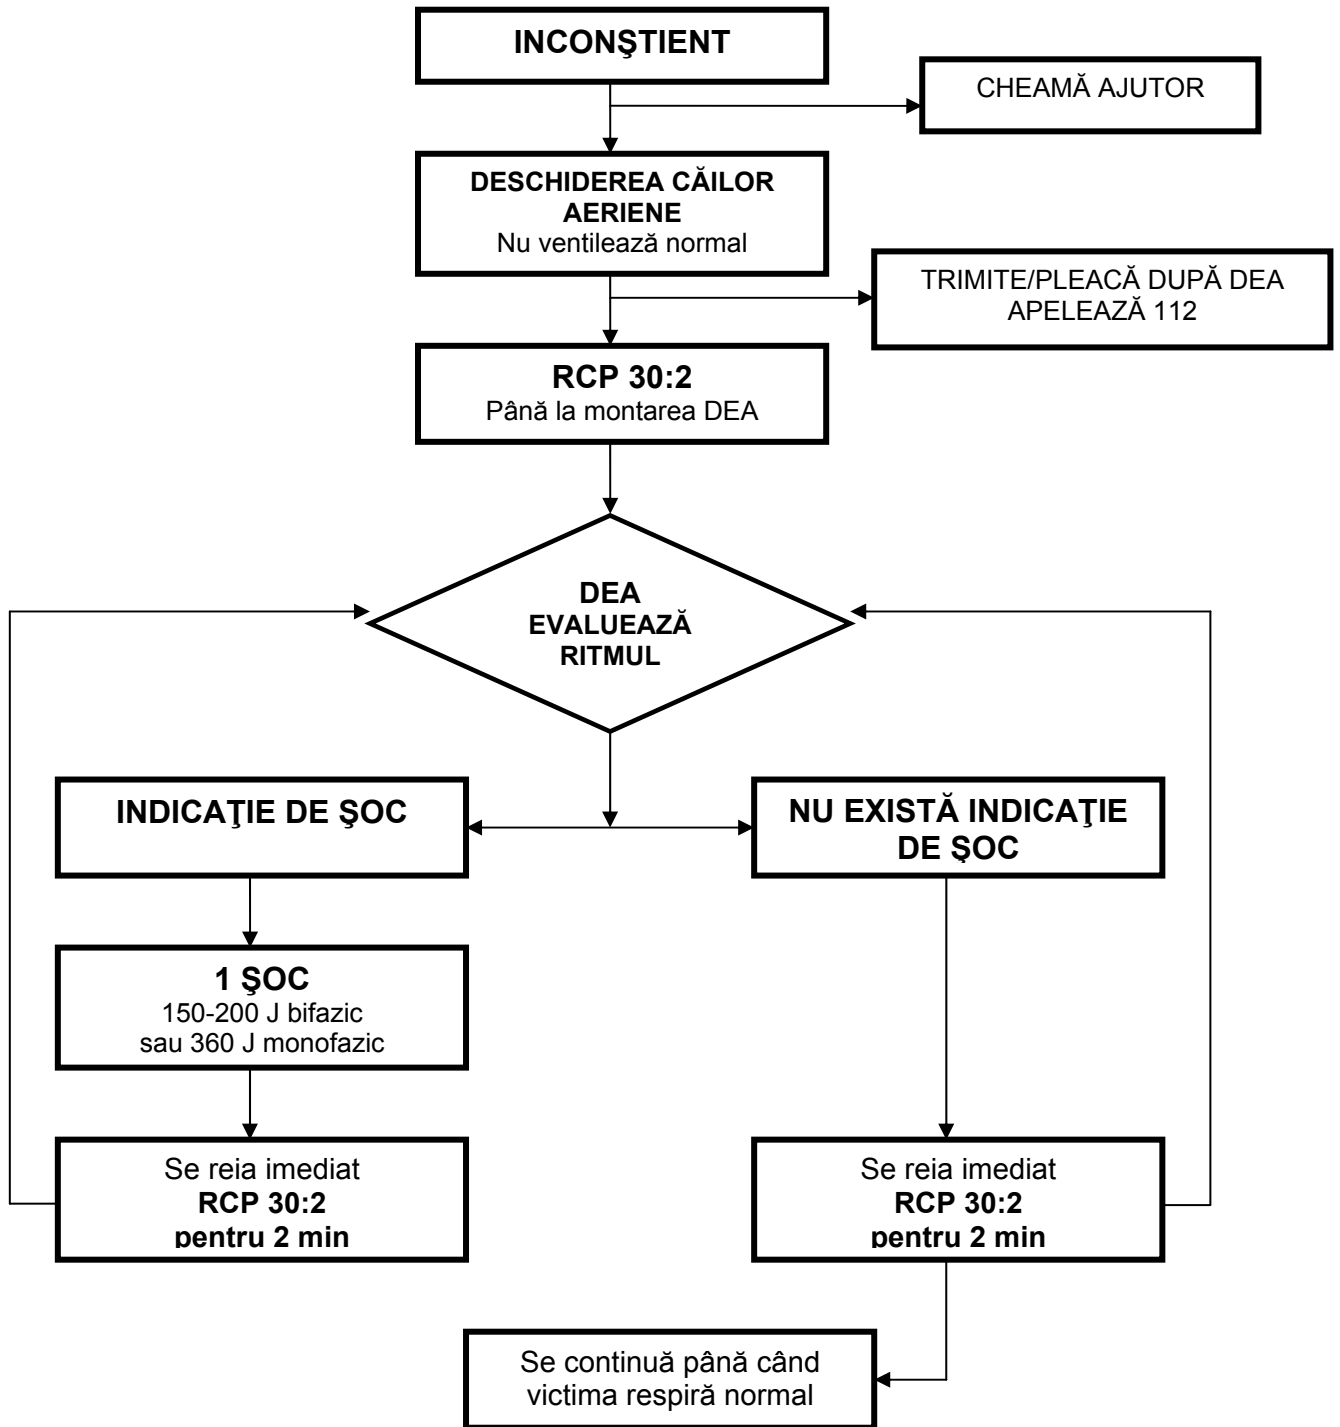 INCONŞTIENT
CHEAMĂ AJUTOR
DESCHIDEREA CĂILOR
AERIENE
Nu ventilează normal
TRIMITE/PLEACĂ DUPĂ DEA
APELEAZĂ 112
RCP 30:2
Până la montarea DEA
DEA
EVALUEAZĂ
RITMUL
INDICAŢIE DE ŞOC
NU EXISTĂ INDICAŢIE
DE ŞOC
1 ŞOC
150-200 J bifazic
sau 360 J monofazic
Se reia imediat
RCP 30:2
pentru 2 min
Se reia imediat
RCP 30:2
pentru 2 min
Se continuă până când
victima respiră normal